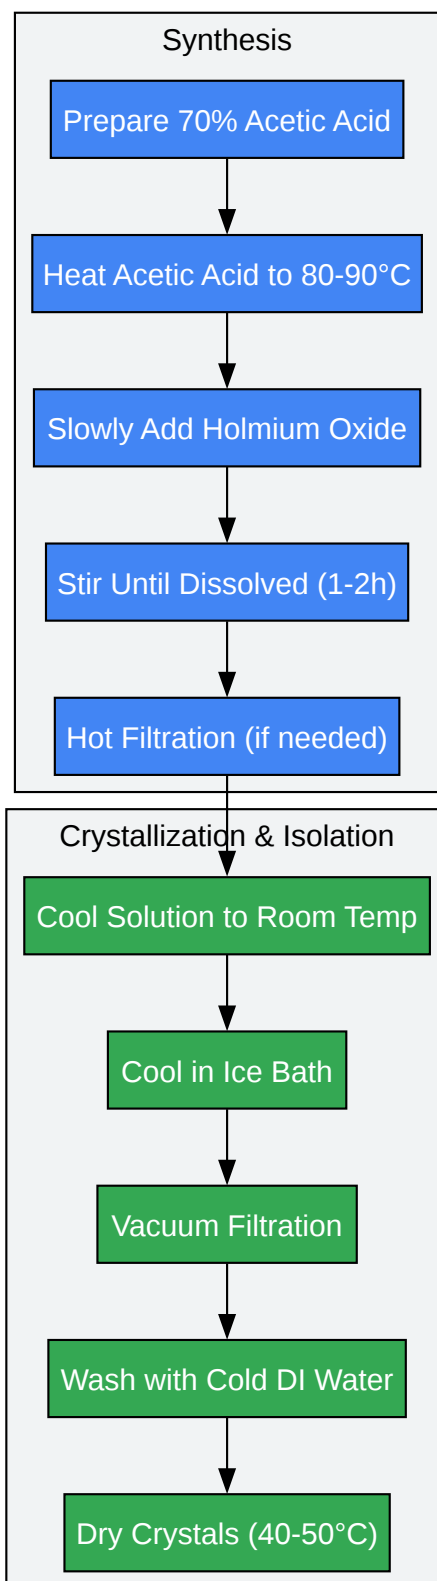 Synthesis
Prepare 70% Acetic Acid
Heat Acetic Acid to 80-90°C
Slowly Add Holmium Oxide
Stir Until Dissolved (1-2h)
Hot Filtration (if needed)
Crystallization & Isolation
Cool Solution to Room Temp
Cool in Ice Bath
Vacuum Filtration
Wash with Cold DI Water
Dry Crystals (40-50°C)